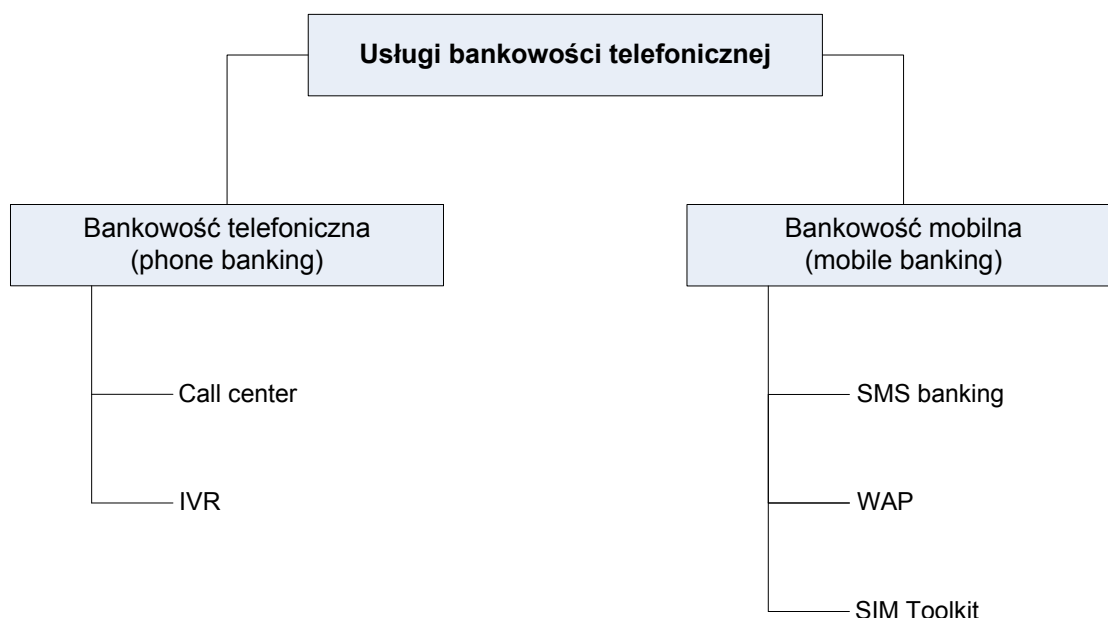 Usługi bankowości telefonicznej
Bankowość telefoniczna
(phone banking)
Call center
IVR
Bankowość mobilna
(mobile banking)
SMS banking
WAP
SIM Toolkit